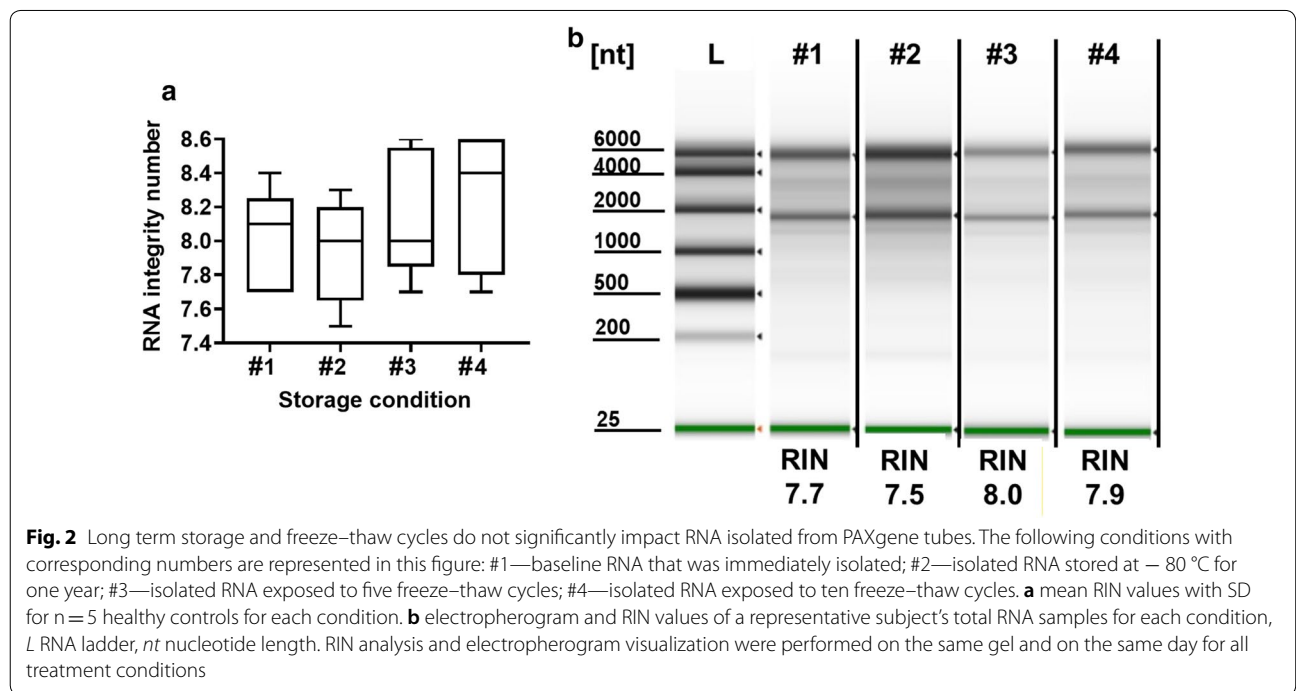 a
8.6
8.4
8.2
8.0
7.8
7.6
7.4
RNA integrity number
#1 #2 #3 #4
Storage condition
b
[nt] L #1 #2 #3 #4
6000
4000
2000
1000
500
200
25
RIN RIN RIN RIN
7.7 7.5 8.0 7.9
Fig. 2 Long term storage and freeze–thaw cycles do not significantly impact RNA isolated from PAXgene tubes. The following conditions with
corresponding numbers are represented in this figure: #1—baseline RNA that was immediately isolated; #2—isolated RNA stored at − 80 °C for
one year; #3—isolated RNA exposed to five freeze–thaw cycles; #4—isolated RNA exposed to ten freeze–thaw cycles. a mean RIN values with SD
for n = 5 healthy controls for each condition. b electropherogram and RIN values of a representative subject's total RNA samples for each condition,
L RNA ladder, nt nucleotide length. RIN analysis and electropherogram visualization were performed on the same gel and on the same day for all
treatment conditions